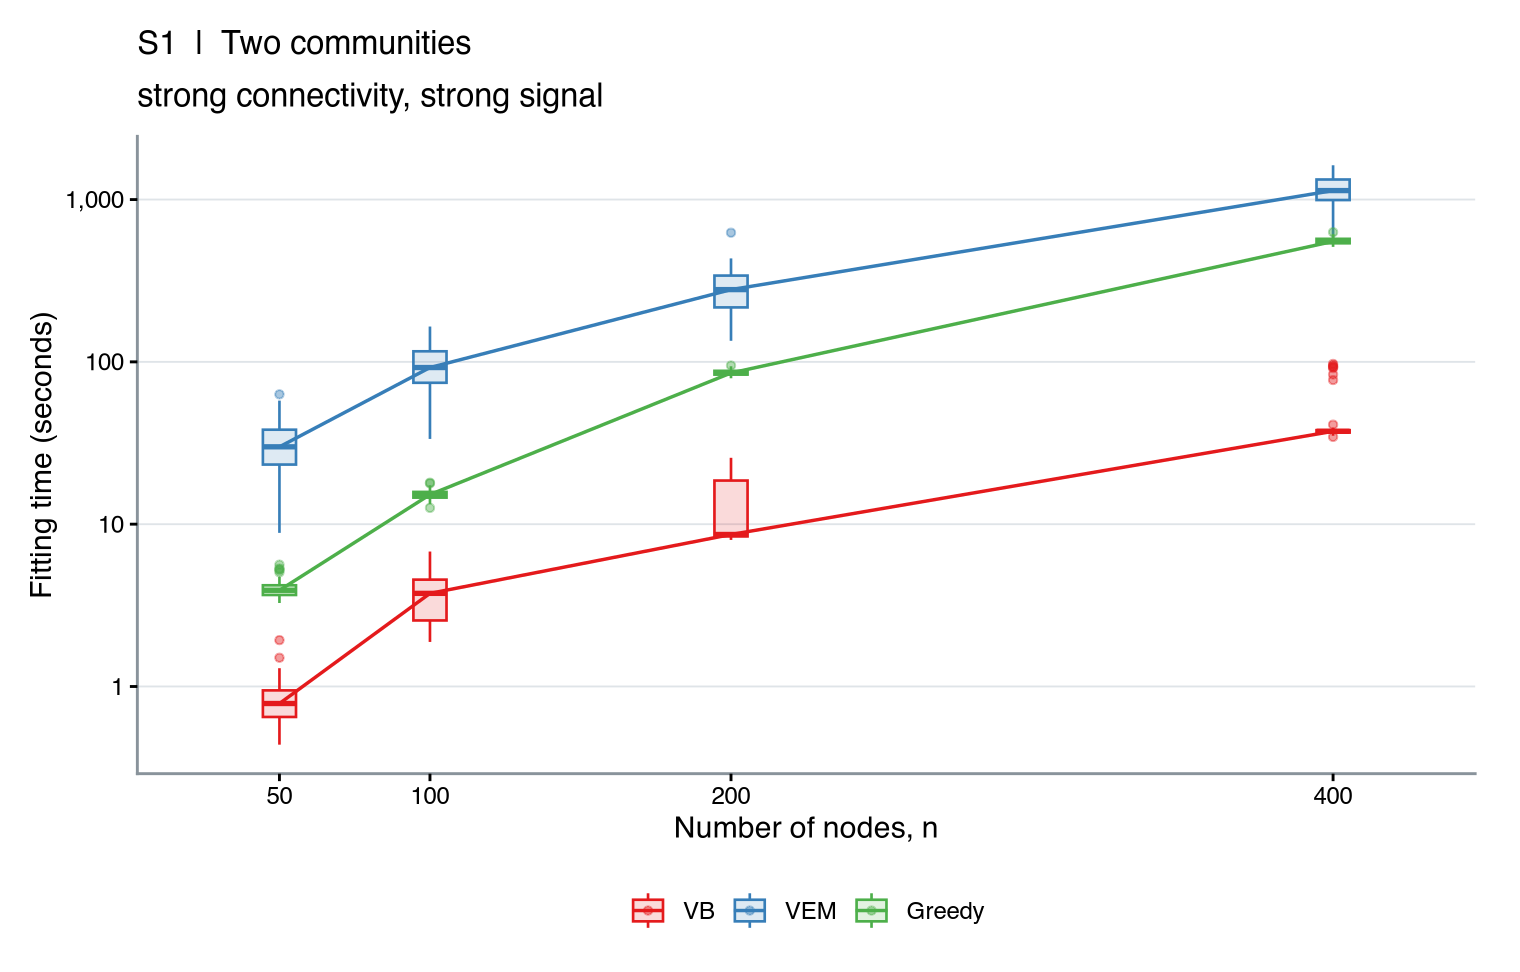 S1 | Two communities
strong connectivity, strong signal
Fitting time (seconds)
1,000
100
10
1
50 100 200 400
Number of nodes, n
VB VEM Greedy